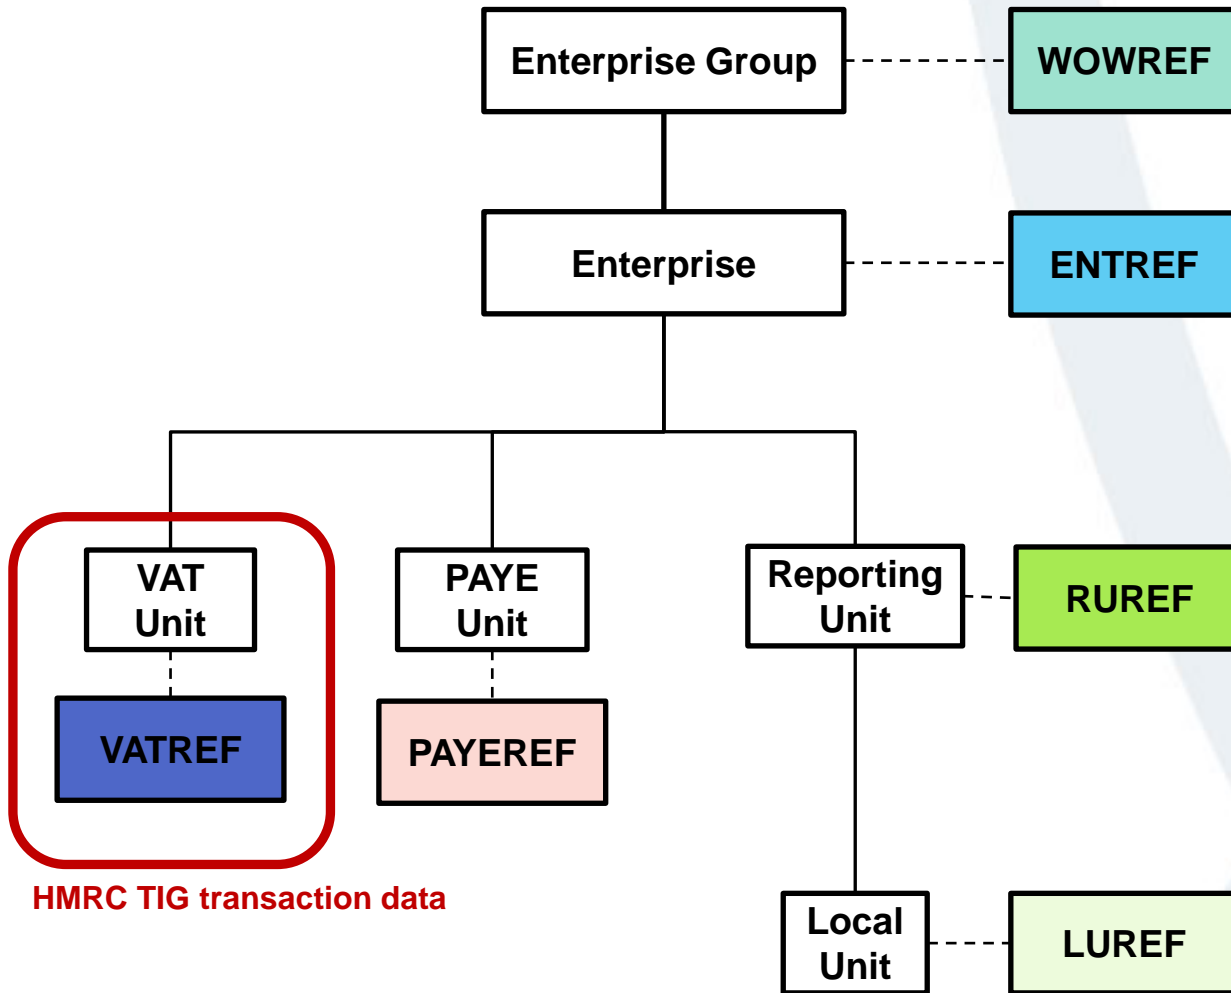 Enterprise Group
WOWREF
Enterprise
ENTREF
VAT
Unit
PAYE
Unit
Reporting
Unit
RUREF
VATREF
PAYEREF
HMRC TIG transaction data
Local
Unit
LUREF